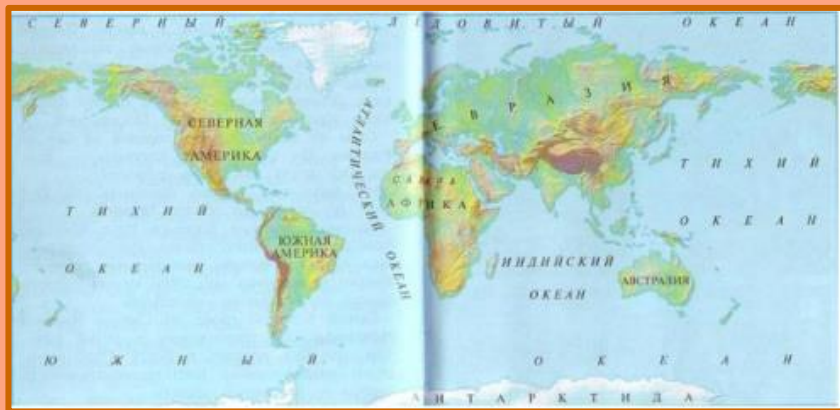 СЕВЕРНЫЙ ЛЕДОВИТЫЙ ОКЕАН
СЕВЕРНАЯ
АМЕРИКА
ЕВРАЗИЯ
АТЛАНТИЧЕСКИЙ ОКЕАН
САХАРА
АФРИКА
ТИХИЙ
ОКЕАН
ТИХИЙ
ОКЕАН
ЮЖНАЯ
АМЕРИКА
ИНДИЙСКИЙ
ОКЕАН
АВСТРАЛИЯ
ЮЖНЫЙ ОКЕАН
АНТАРКТИДА